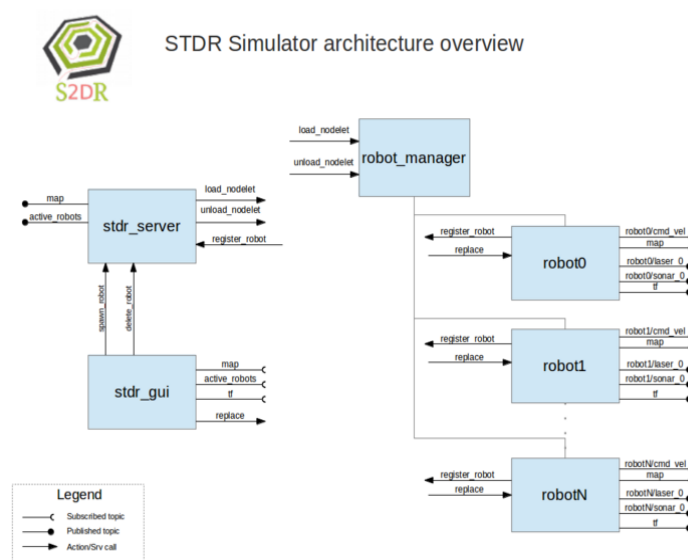 STDR Simulator architecture overview
S2DR
load_nodelet
unload_nodelet
robot_manager
map
active_robots
stdr_server
load_nodelet
unload_nodelet
register_robot
spawn_robot
delete_robot
stdr_gui
map
active_robots
tf
replace
register_robot
replace
robot0
robot0/cmd_vel
map
robot0/laser_0
robot0/sonar_0
tf
register_robot
replace
robot1
robot1/cmd_vel
map
robot1/laser_0
robot1/sonar_0
tf
register_robot
replace
robotN
robotN/cmd_vel
map
robotN/laser_0
robotN/sonar_0
tf
Legend
Subscribed topic
Published topic
Action/Srv call